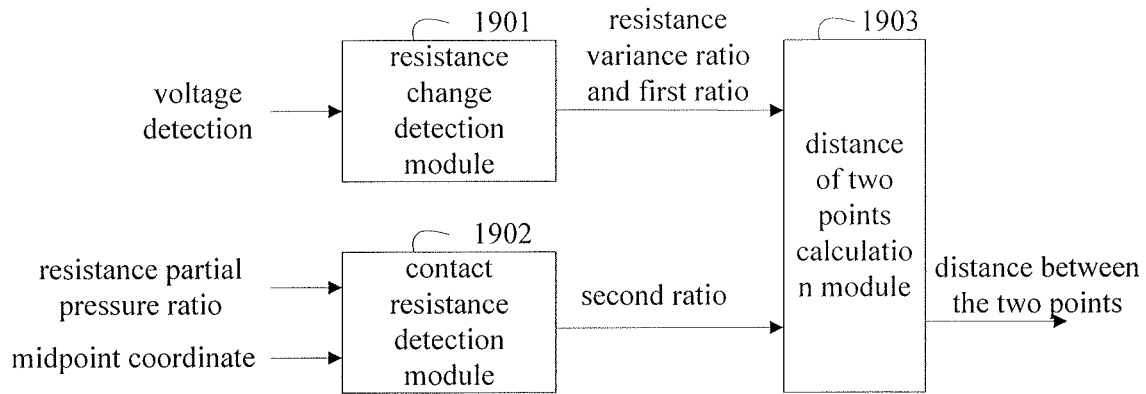 1901
voltage
detection
resistance
change
detection
module
resistance
variance ratio
and first ratio
1903
distance
of two
points
calculatio
n module
1902
resistance partial
pressure ratio
midpoint coordinate
contact
resistance
detection
module
second ratio
distance between
the two points